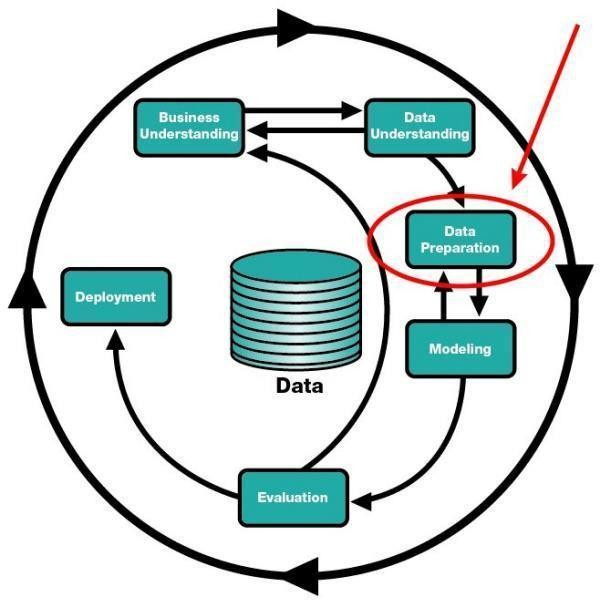 Business
Understanding
Data
Understanding
Data
Preparation
Deployment
Modeling
Data
Evaluation